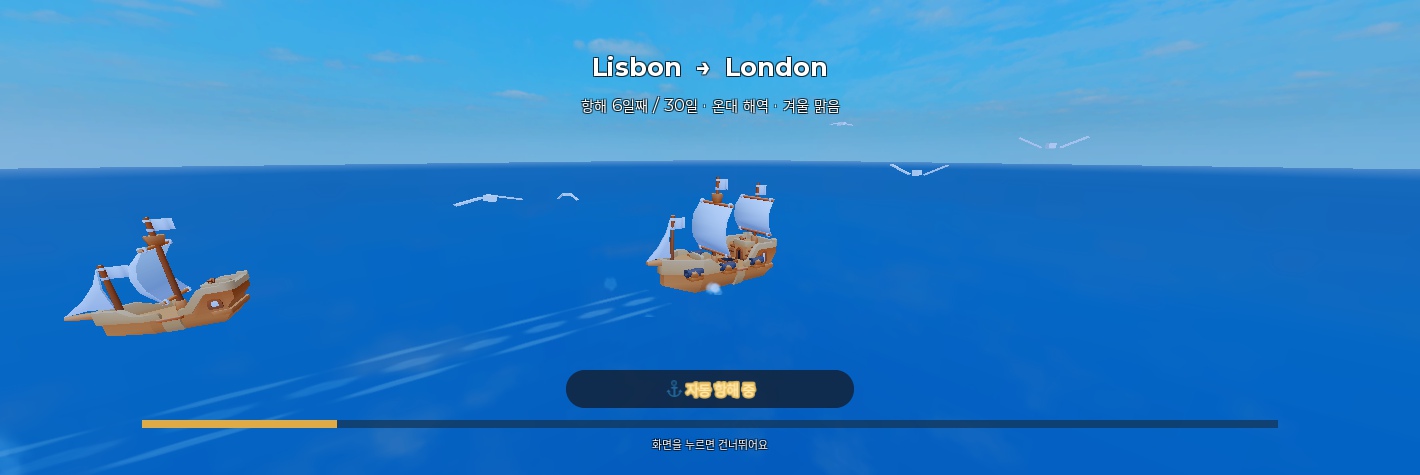 Lisbon → London
항해 6일째 / 30일 · 온대 해역 · 겨울 맑음
⚓ 자동 항해 중
화면을 누르면 건너뛰어요